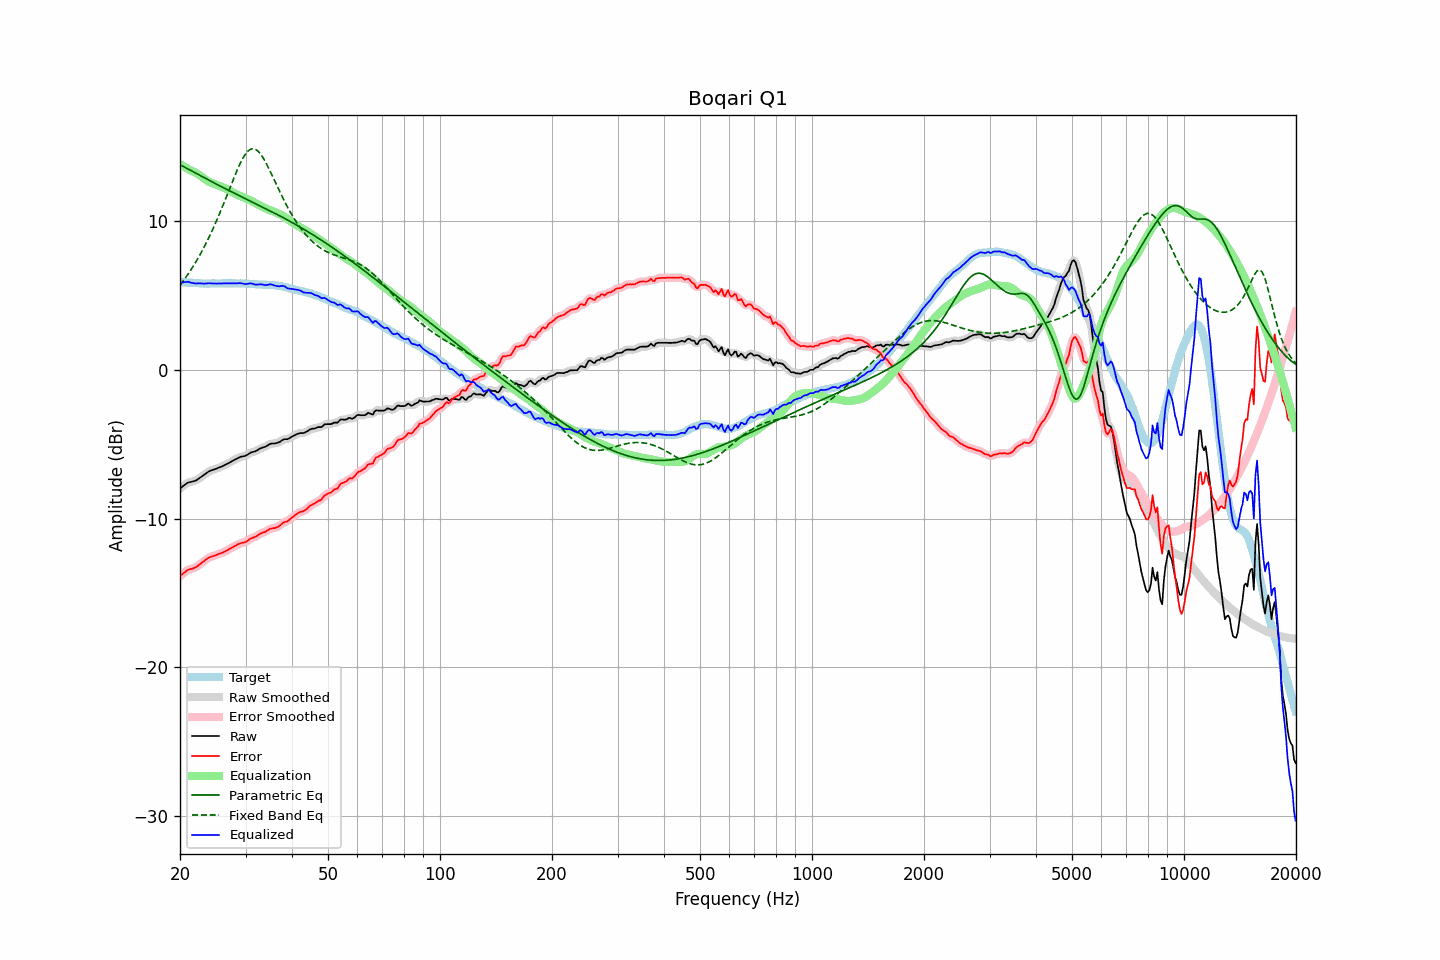 Boqari Q1
Amplitude (dBr)
10
0
−10
−20
−30
Target
Raw Smoothed
Error Smoothed
Raw
Error
Equalization
Parametric Eq
Fixed Band Eq
Equalized
20 50 100 200 500 1000 2000 5000 10000 20000
Frequency (Hz)